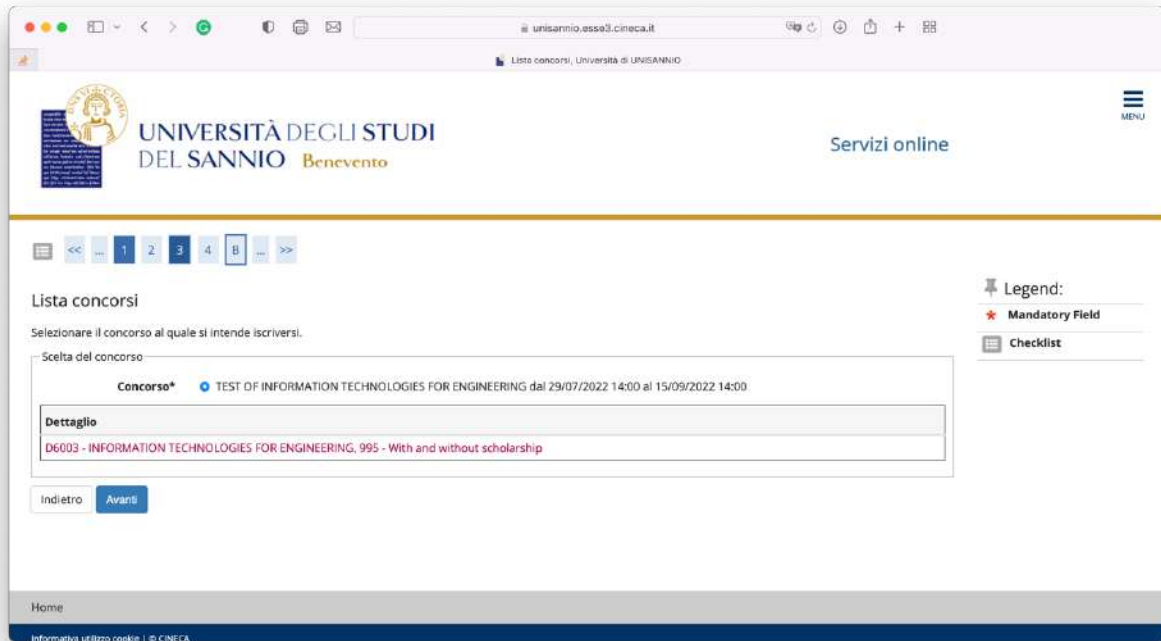 unisannio.esse3.cineca.it
Lista concorsi, Università di UNISANNIO
UNIVERSITÀ DEGLI STUDI
DEL SANNIO Benevento
Servizi online
MENU
<< ... 1 2 3 4 B ... >>
Legend:
* Mandatory Field
Checklist
Lista concorsi
Selezionare il concorso al quale si intende iscriversi.
Scelta del concorso
Concorso* TEST OF INFORMATION TECHNOLOGIES FOR ENGINEERING dal 29/07/2022 14:00 al 15/09/2022 14:00
Dettaglio
D6003 - INFORMATION TECHNOLOGIES FOR ENGINEERING, 995 - With and without scholarship
Indietro Avanti
Home
Informativa utilizzo cookie | © CINECA